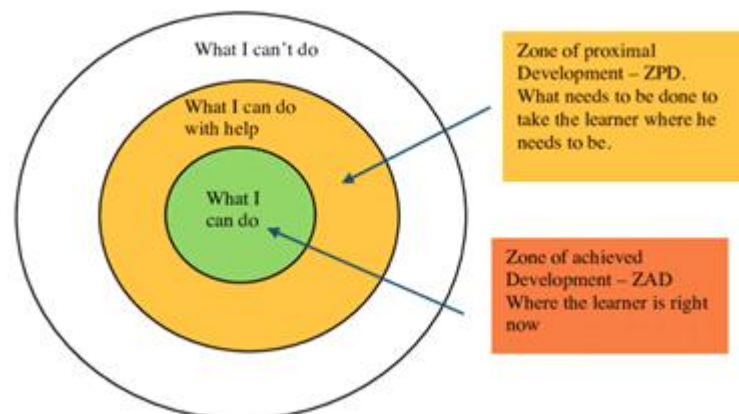 What I can't do
What I can do
with help
What I
can do
Zone of proximal
Development – ZPD.
What needs to be done to
take the learner where he
needs to be.
Zone of achieved
Development – ZAD
Where the learner is right
now